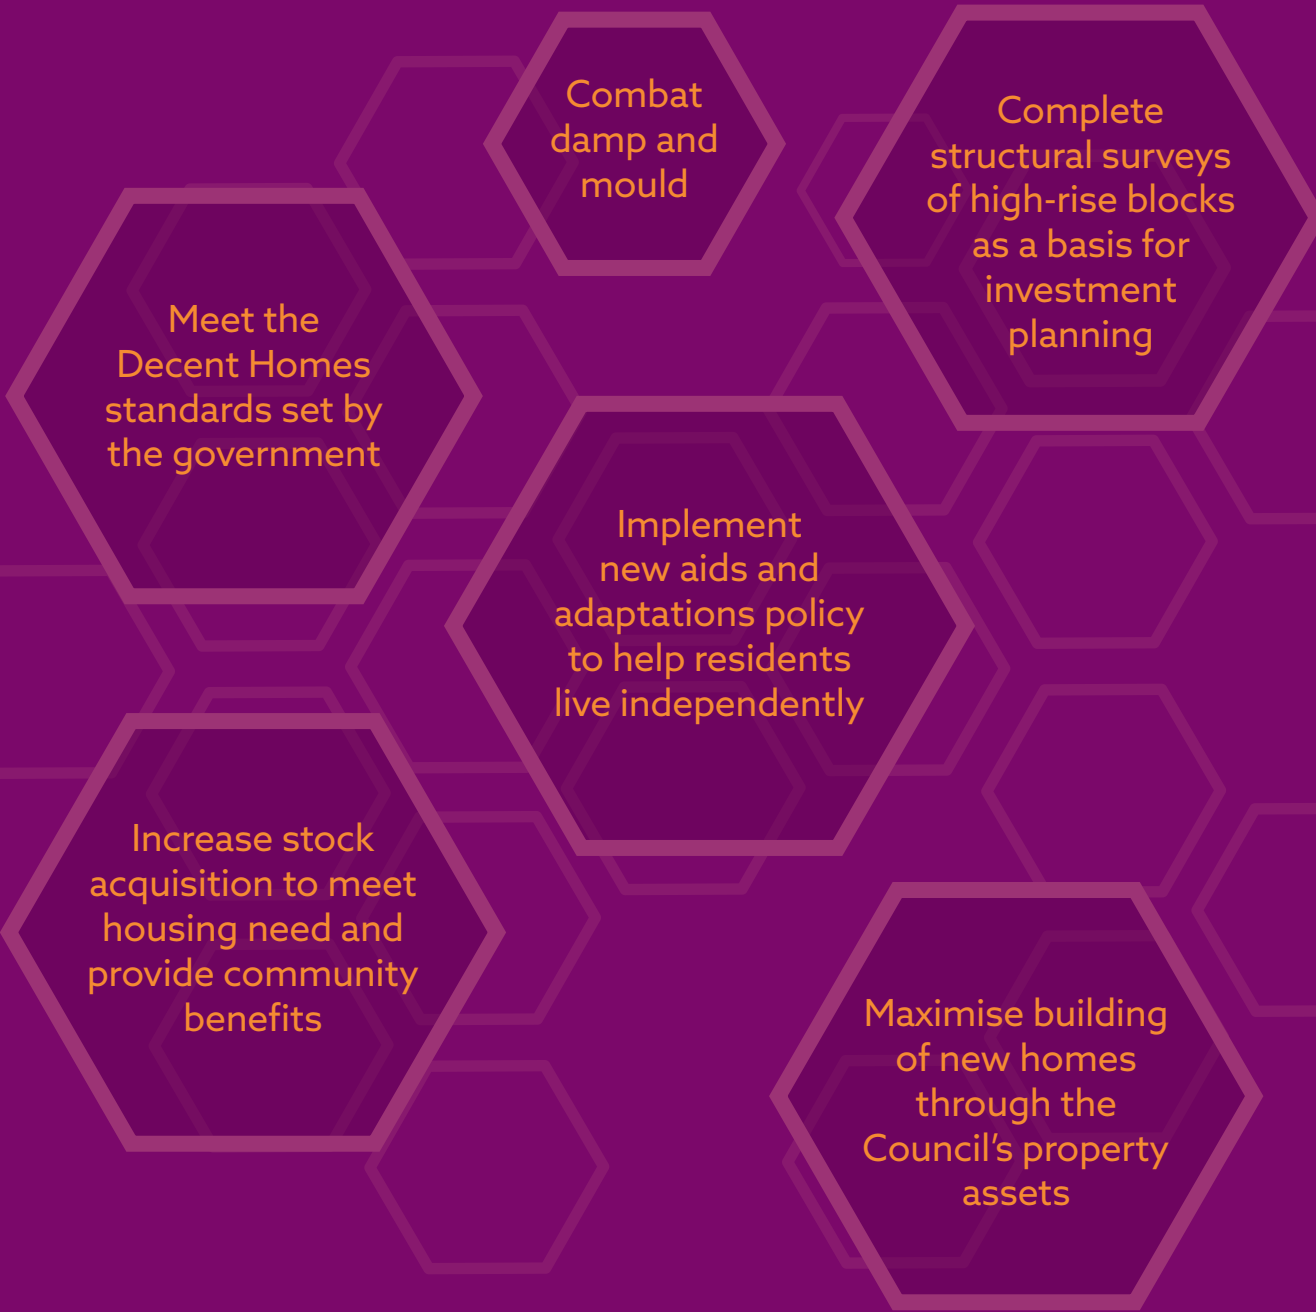 Combat
damp and
mould
Complete
structural surveys
of high-rise blocks
as a basis for
investment
planning
Meet the
Decent Homes
standards set by
the government
Implement
new aids and
adaptations policy
to help residents
live independently
Increase stock
acquisition to meet
housing need and
provide community
benefits
Maximise building
of new homes
through the
Council’s property
assets